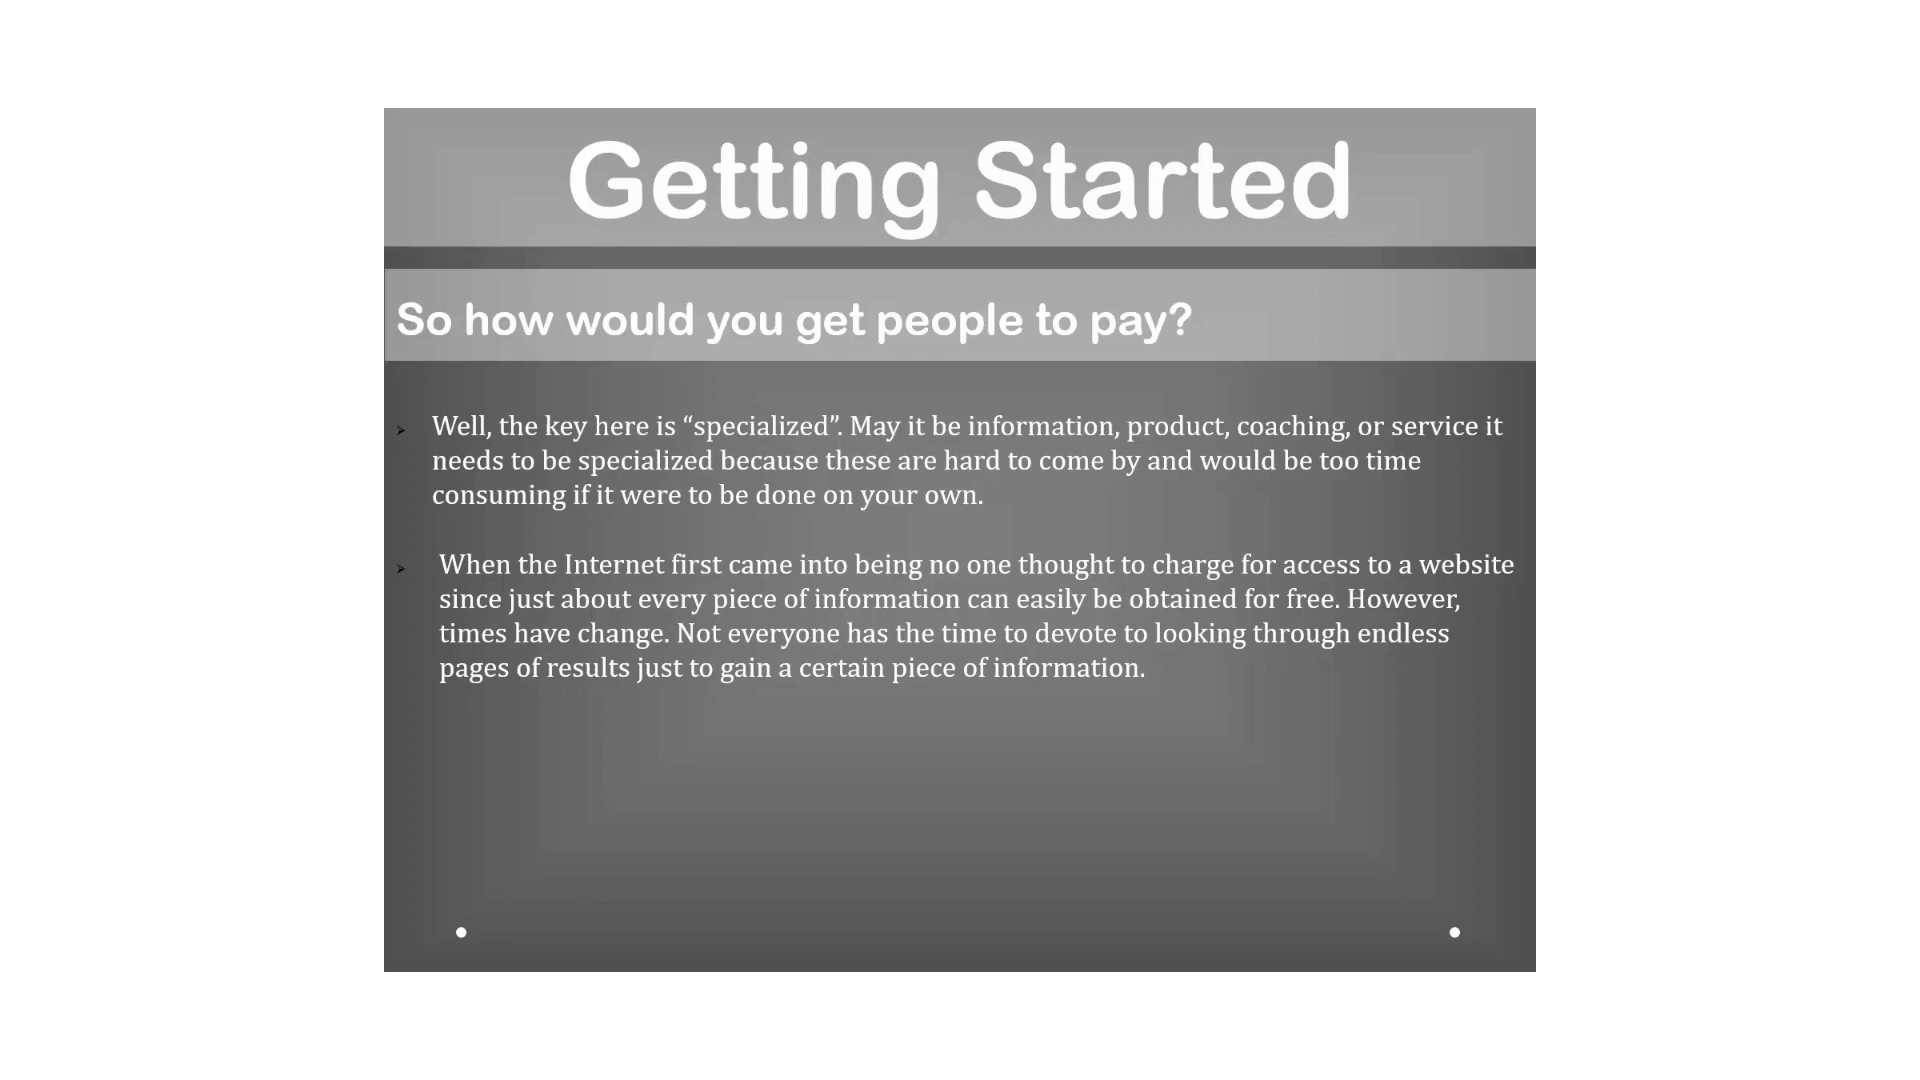 Getting Started
So how would you get people to pay?
Well, the key here is “specialized”. May it be information, product, coaching, or service it
needs to be specialized because these are hard to come by and would be too time
consuming if it were to be done on your own.
When the Internet first came into being no one thought to charge for access to a website
since just about every piece of information can easily be obtained for free. However,
times have change. Not everyone has the time to devote to looking through endless
pages of results just to gain a certain piece of information.